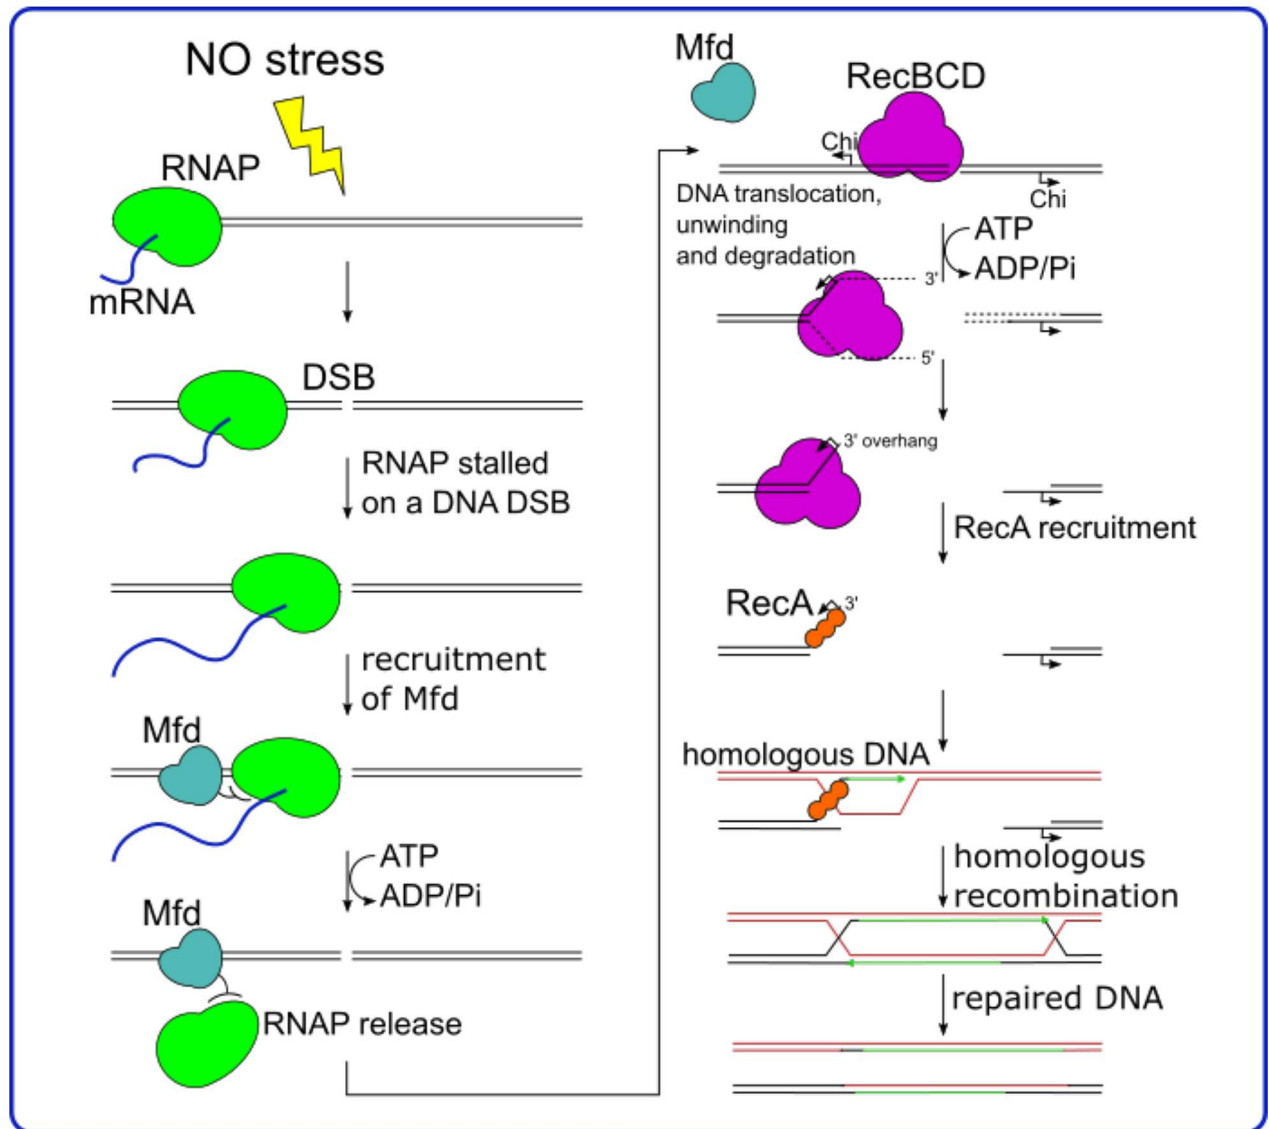 NO stress
RNAP
mRNA
DSB
RNAP stalled
on a DNA DSB
recruitment
of Mfd
Mfd
ATP
ADP/Pi
Mfd
RNAP release
Mfd
RecBCD
Chi
Chi
DNA translocation,
unwinding
and degradation
ATP
ADP/Pi
3'
5'
3' overhang
RecA recruitment
RecA
3'
homologous DNA
homologous
recombination
repaired DNA